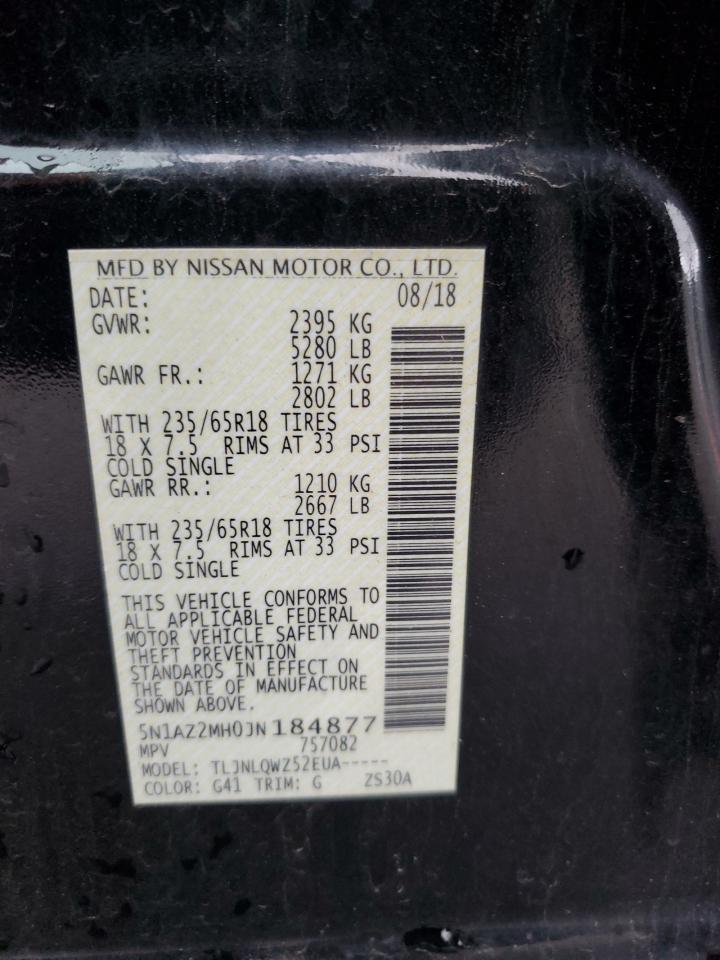 MFD BY NISSAN MOTOR CO., LTD.
DATE: 08/18
GVWR: 2395 KG
5280 LB
GAWR FR.: 1271 KG
2802 LB
WITH 235/65R18 TIRES
18 X 7.5 RIMS AT 33 PSI
COLD SINGLE
GAWR RR.: 1210 KG
2667 LB
WITH 235/65R18 TIRES
18 X 7.5 RIMS AT 33 PSI
COLD SINGLE
THIS VEHICLE CONFORMS TO
ALL APPLICABLE FEDERAL
MOTOR VEHICLE SAFETY AND
THEFT PREVENTION
STANDARDS IN EFFECT ON
THE DATE OF MANUFACTURE
SHOWN ABOVE.
5N1AZ2MH0JN184877
MPV 757082
MODEL: TLJNLQWZ52EUA-----
COLOR: G41 TRIM: G ZS30A